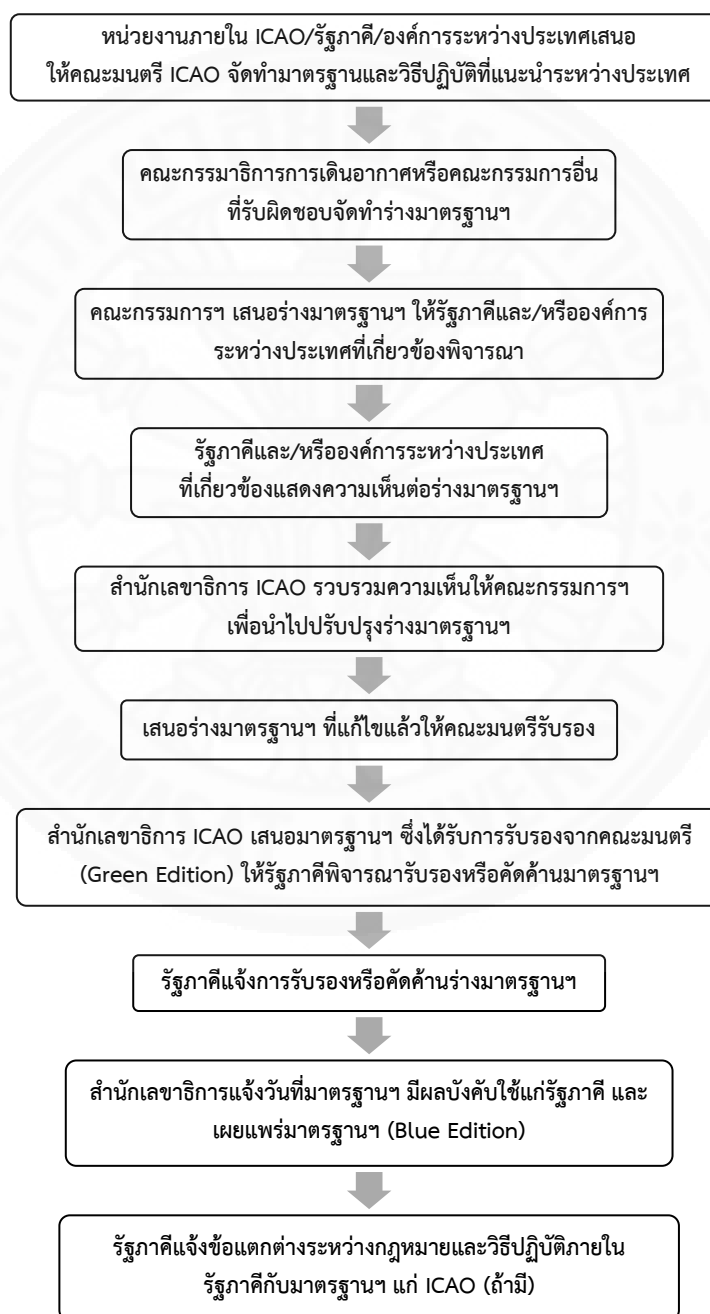 หน่วยงานภายใน ICAO/รัฐภาคี/องค์การระหว่างประเทศเสนอ
ให้คณะมนตรี ICAO จัดทำมาตรฐานและวิธีปฏิบัติที่แนะนำระหว่างประเทศ
คณะกรรมาธิการการเดินอากาศหรือคณะกรรมการอื่น
ที่รับผิดชอบจัดทำร่างมาตรฐานฯ
คณะกรรมการฯ เสนอร่างมาตรฐานฯ ให้รัฐภาคีและ/หรือองค์การ
ระหว่างประเทศที่เกี่ยวข้องพิจารณา
รัฐภาคีและ/หรือองค์การระหว่างประเทศ
ที่เกี่ยวข้องแสดงความเห็นต่อร่างมาตรฐานฯ
สำนักเลขาธิการ ICAO รวบรวมความเห็นให้คณะกรรมการฯ
เพื่อนำไปปรับปรุงร่างมาตรฐานฯ
เสนอร่างมาตรฐานฯ ที่แก้ไขแล้วให้คณะมนตรีรับรอง
สำนักเลขาธิการ ICAO เสนอมาตรฐานฯ ซึ่งได้รับการรับรองจากคณะมนตรี
(Green Edition) ให้รัฐภาคีพิจารณารับรองหรือคัดค้านมาตรฐานฯ
รัฐภาคีแจ้งการรับรองหรือคัดค้านร่างมาตรฐานฯ
สำนักเลขาธิการแจ้งวันที่มาตรฐานฯ มีผลบังคับใช้แก่รัฐภาคี และ
เผยแพร่มาตรฐานฯ (Blue Edition)
รัฐภาคีแจ้งข้อแตกต่างระหว่างกฎหมายและวิธีปฏิบัติภายใน
รัฐภาคีกับมาตรฐานฯ แก่ ICAO (ถ้ามี)